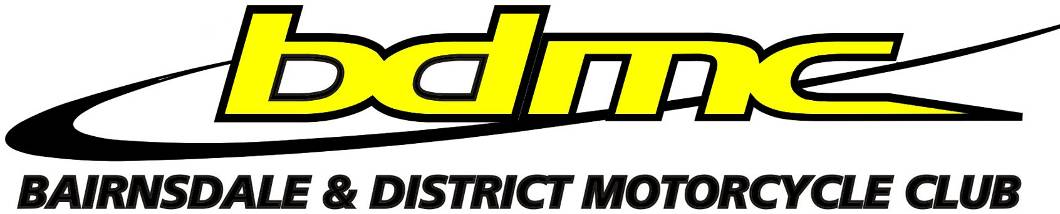 bdmc
BAIRNSDALE & DISTRICT MOTORCYCLE CLUB